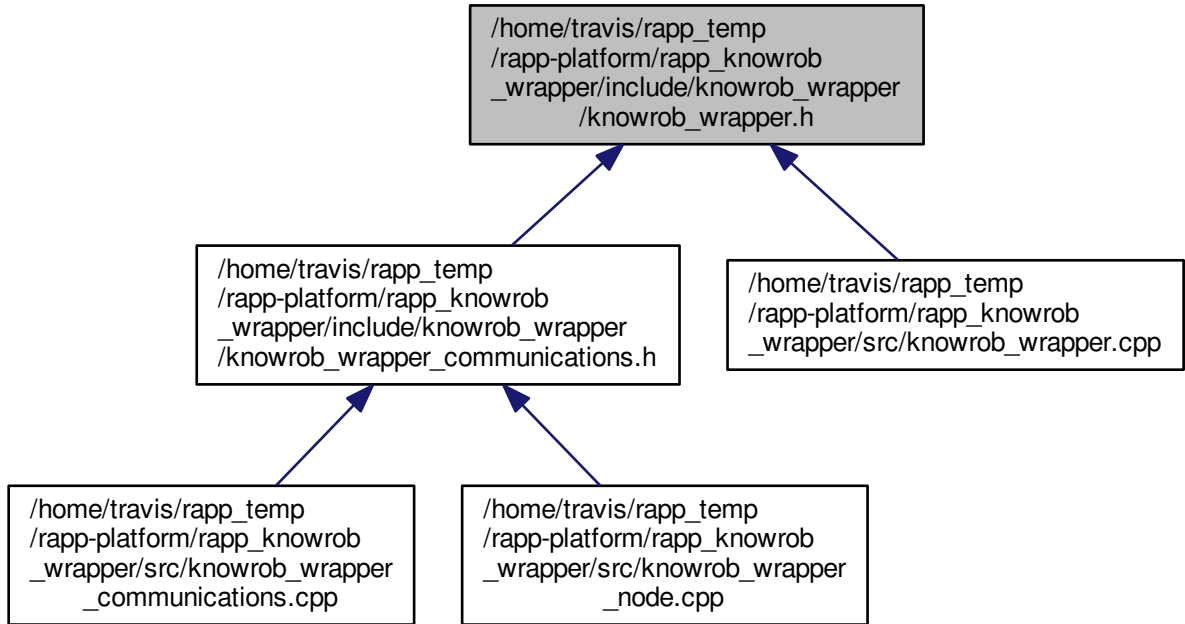 /home/travis/rapp_temp
/rapp-platform/rapp_knowrob
_wrapper/include/knowrob_wrapper
/knowrob_wrapper.h
/home/travis/rapp_temp
/rapp-platform/rapp_knowrob
_wrapper/include/knowrob_wrapper
/knowrob_wrapper_communications.h
/home/travis/rapp_temp
/rapp-platform/rapp_knowrob
_wrapper/src/knowrob_wrapper.cpp
/home/travis/rapp_temp
/rapp-platform/rapp_knowrob
_wrapper/src/knowrob_wrapper
_communications.cpp
/home/travis/rapp_temp
/rapp-platform/rapp_knowrob
_wrapper/src/knowrob_wrapper
_node.cpp